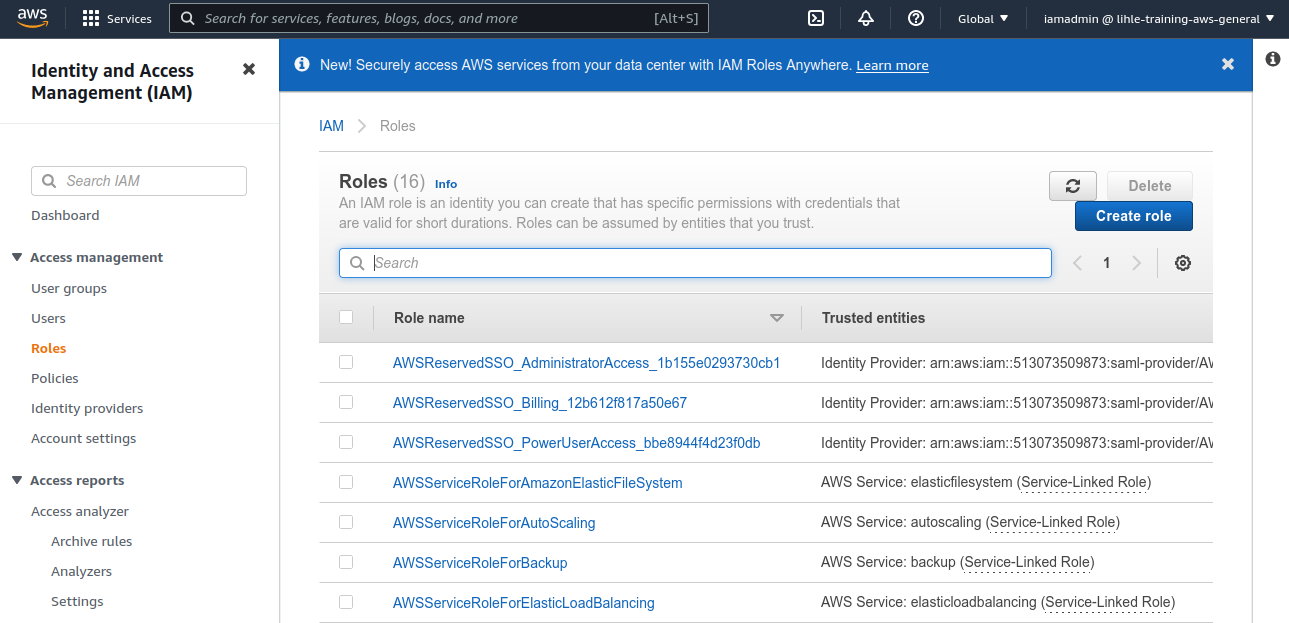 aws
Services
Search for services, features, blogs, docs, and more [Alt+S]
Global
iamadmin @ lihle-training-aws-general
Identity and Access
Management (IAM)
Search IAM
Dashboard
Access management
User groups
Users
Roles
Policies
Identity providers
Account settings
Access reports
Access analyzer
Archive rules
Analyzers
Settings
New! Securely access AWS services from your data center with IAM Roles Anywhere. Learn more
IAM Roles
Roles (16) Info
An IAM role is an identity you can create that has specific permissions with credentials that
are valid for short durations. Roles can be assumed by entities that you trust.
Delete
Create role
Search
1
Role name Trusted entities
AWSReservedSSO_AdministratorAccess_1b155e0293730cb1 Identity Provider: arn:aws:iam::513073509873:saml-provider/AW
AWSReservedSSO_Billing_12b612f817a50e67 Identity Provider: arn:aws:iam::513073509873:saml-provider/AW
AWSReservedSSO_PowerUserAccess_bbe8944f4d23f0db Identity Provider: arn:aws:iam::513073509873:saml-provider/AW
AWSServiceRoleForAmazonElasticFileSystem AWS Service: elasticfilesystem (Service-Linked Role)
AWSServiceRoleForAutoScaling AWS Service: autoscaling (Service-Linked Role)
AWSServiceRoleForBackup AWS Service: backup (Service-Linked Role)
AWSServiceRoleForElasticLoadBalancing AWS Service: elasticloadbalancing (Service-Linked Role)